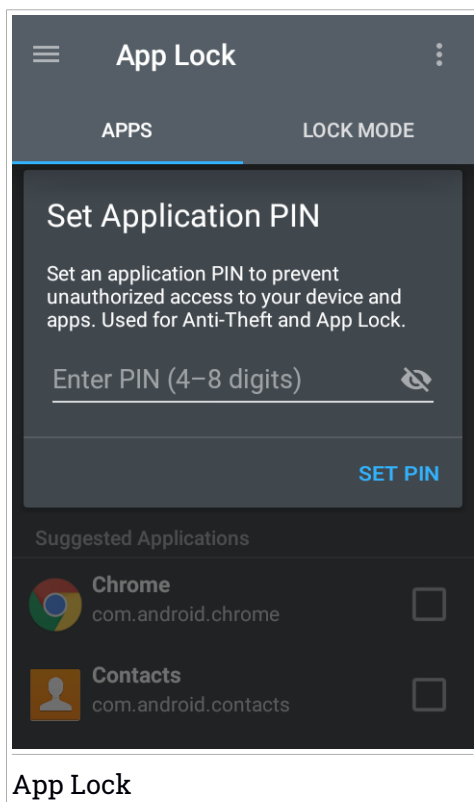 App Lock
APPS
LOCK MODE
Set Application PIN
Set an application PIN to prevent
unauthorized access to your device and
apps. Used for Anti-Theft and App Lock.
Enter PIN (4–8 digits)
SET PIN
Suggested Applications
Chrome
com.android.chrome
Contacts
com.android.contacts
App Lock